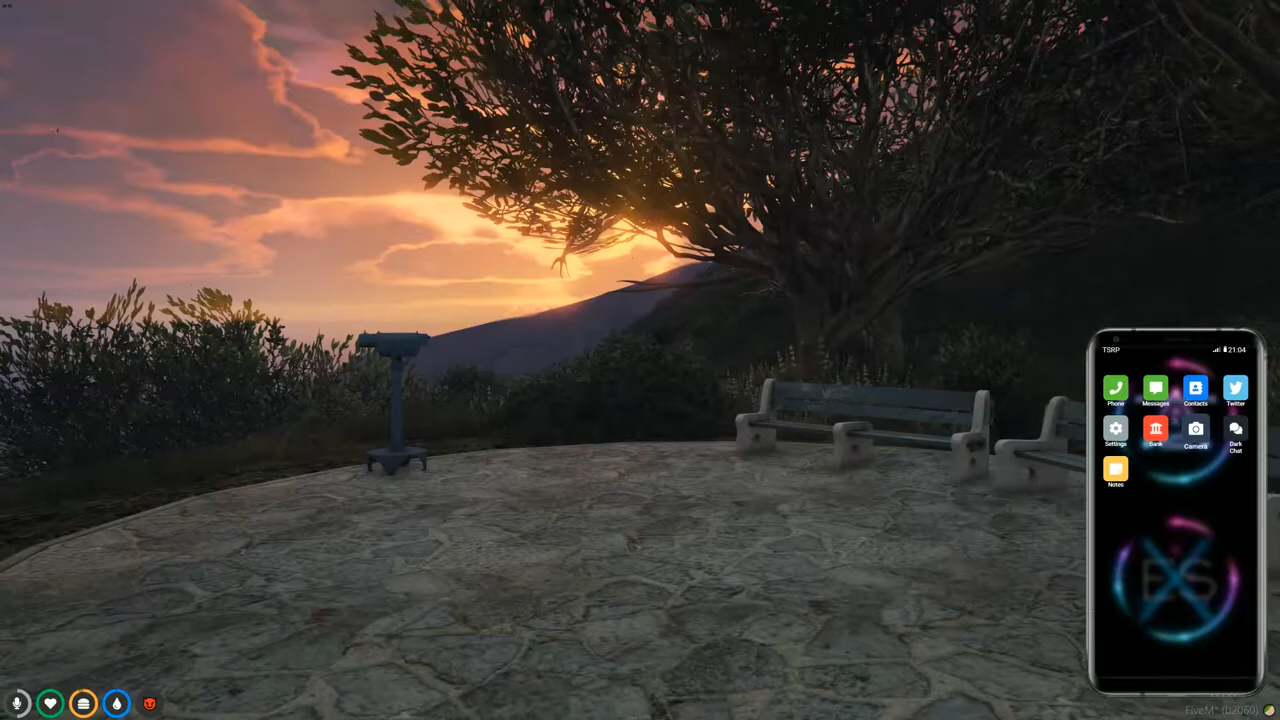 TSRP 21:04
Phone Messages Contacts Twitter
Settings Bank Camera Dark Chat
Notes
FiveM* (b2060)